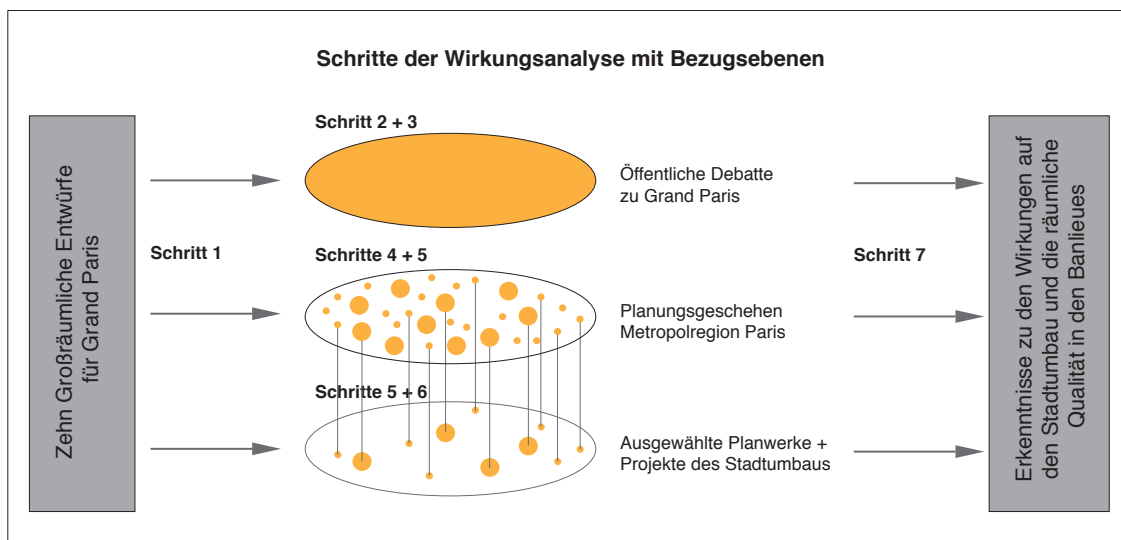 Schritte der Wirkungsanalyse mit Bezugsebenen
Zehn Großräumliche Entwürfe
für Grand Paris
Schritt 1
Schritt 2 + 3
Öffentliche Debatte
zu Grand Paris
Schritte 4 + 5
Planungsgeschehen
Metropolregion Paris
Schritte 5 + 6
Ausgewählte Planwerke +
Projekte des Stadtumbaus
Schritt 7
Erkenntnisse zu den Wirkungen auf
den Stadtumbau und die räumliche
Qualität in den Banlieues